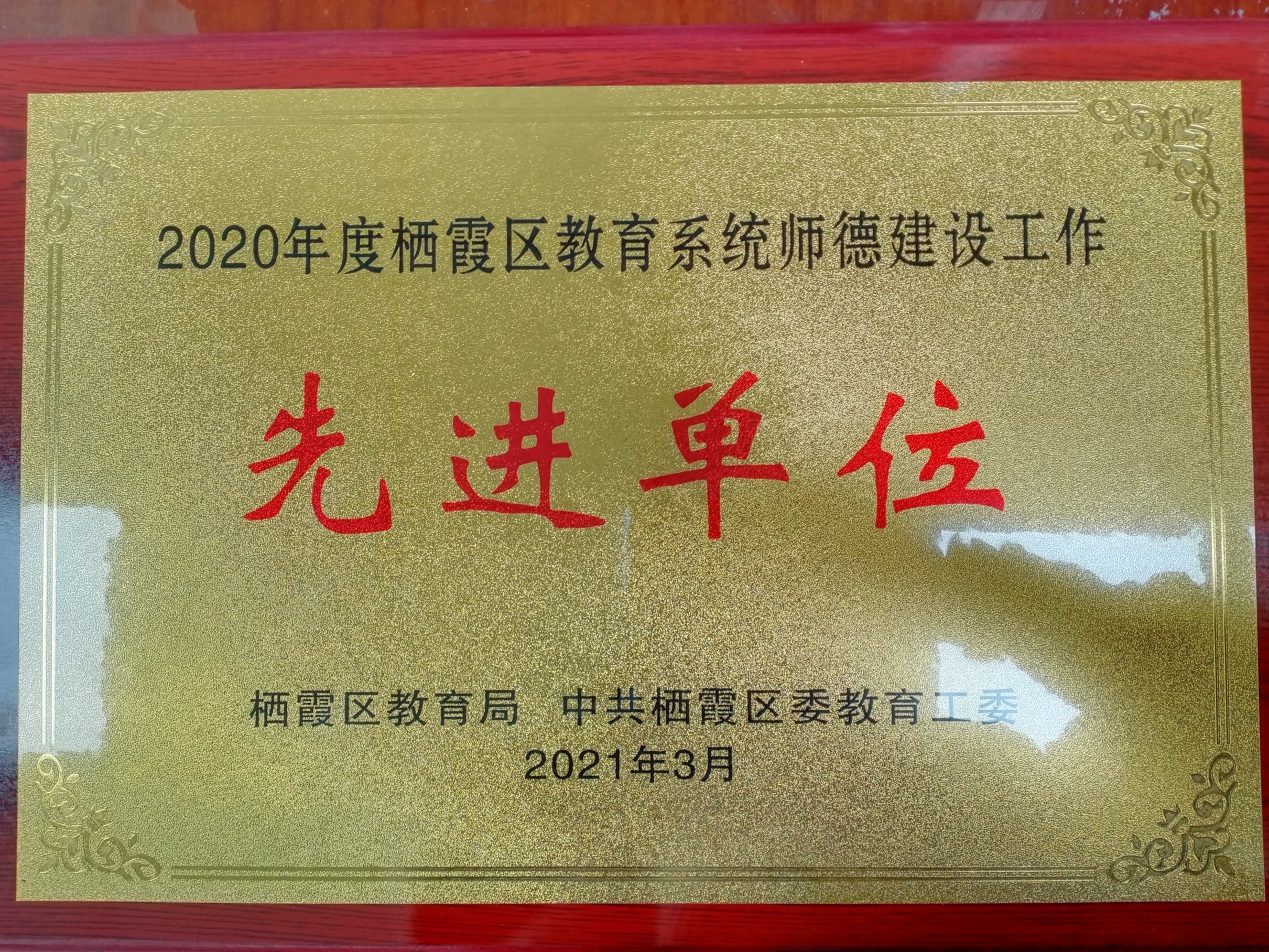 2020年度栖霞区教育系统师德建设工作
先进单位
栖霞区教育局 中共栖霞区委教育工委
2021年3月